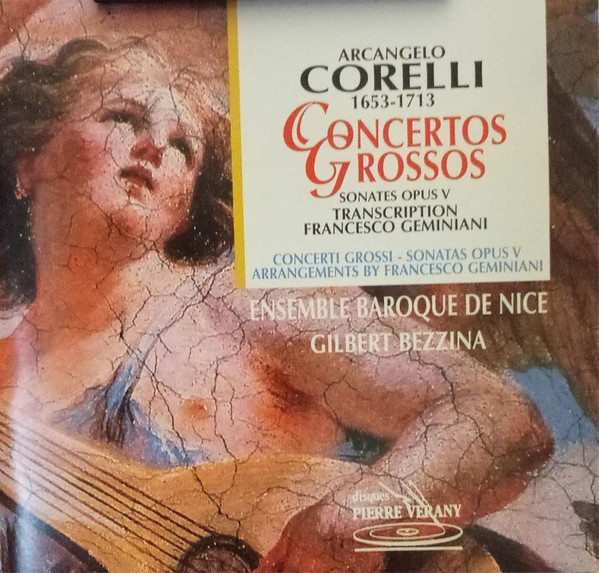 ARCANGELO
CORELLI
1653-1713
CONCERTOS
GROSSOS
SONATES OPUS V
TRANSCRIPTION
FRANCESCO GEMINIANI
CONCERTI GROSSI - SONATAS OPUS V
ARRANGEMENTS BY FRANCESCO GEMINIANI
ENSEMBLE BAROQUE DE NICE
GILBERT BEZZINA
disques
PIERRE VERANY